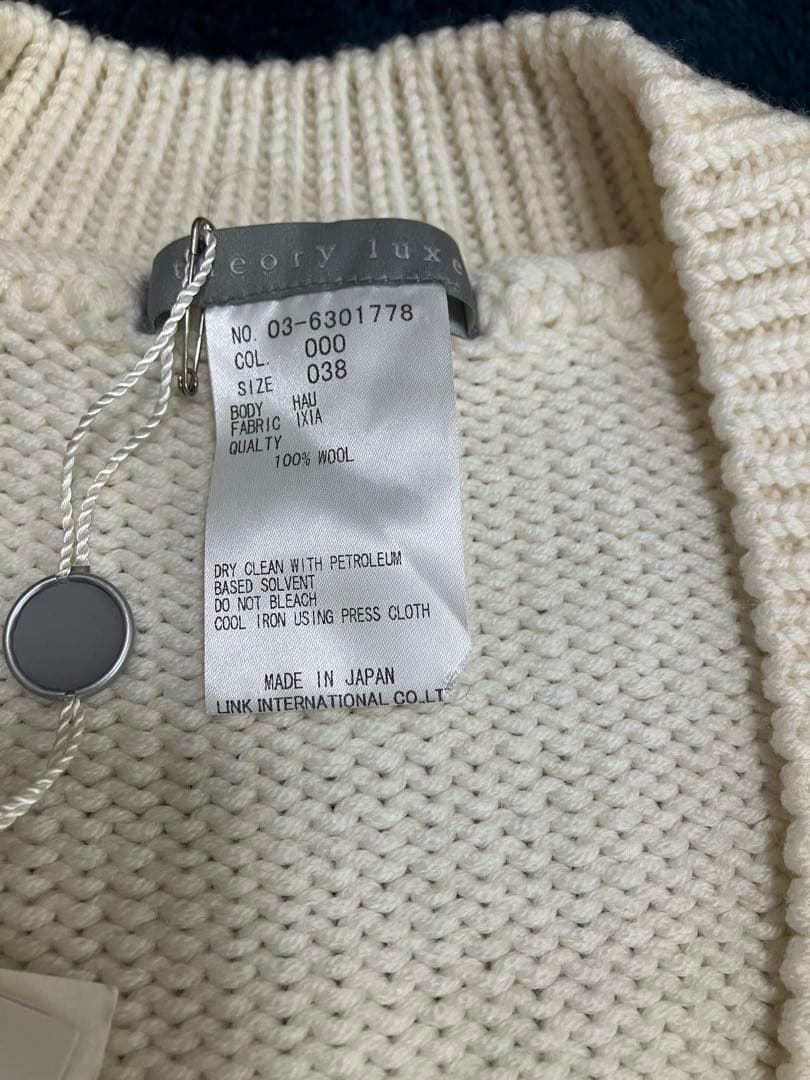 theory luxe
NO. 03-6301778
COL. 000
SIZE 038
BODY HAU
FABRIC IXIA
QUALTY
100% WOOL
DRY CLEAN WITH PETROLEUM
BASED SOLVENT
DO NOT BLEACH
COOL IRON USING PRESS CLOTH
MADE IN JAPAN
LINK INTERNATIONAL CO.,LT